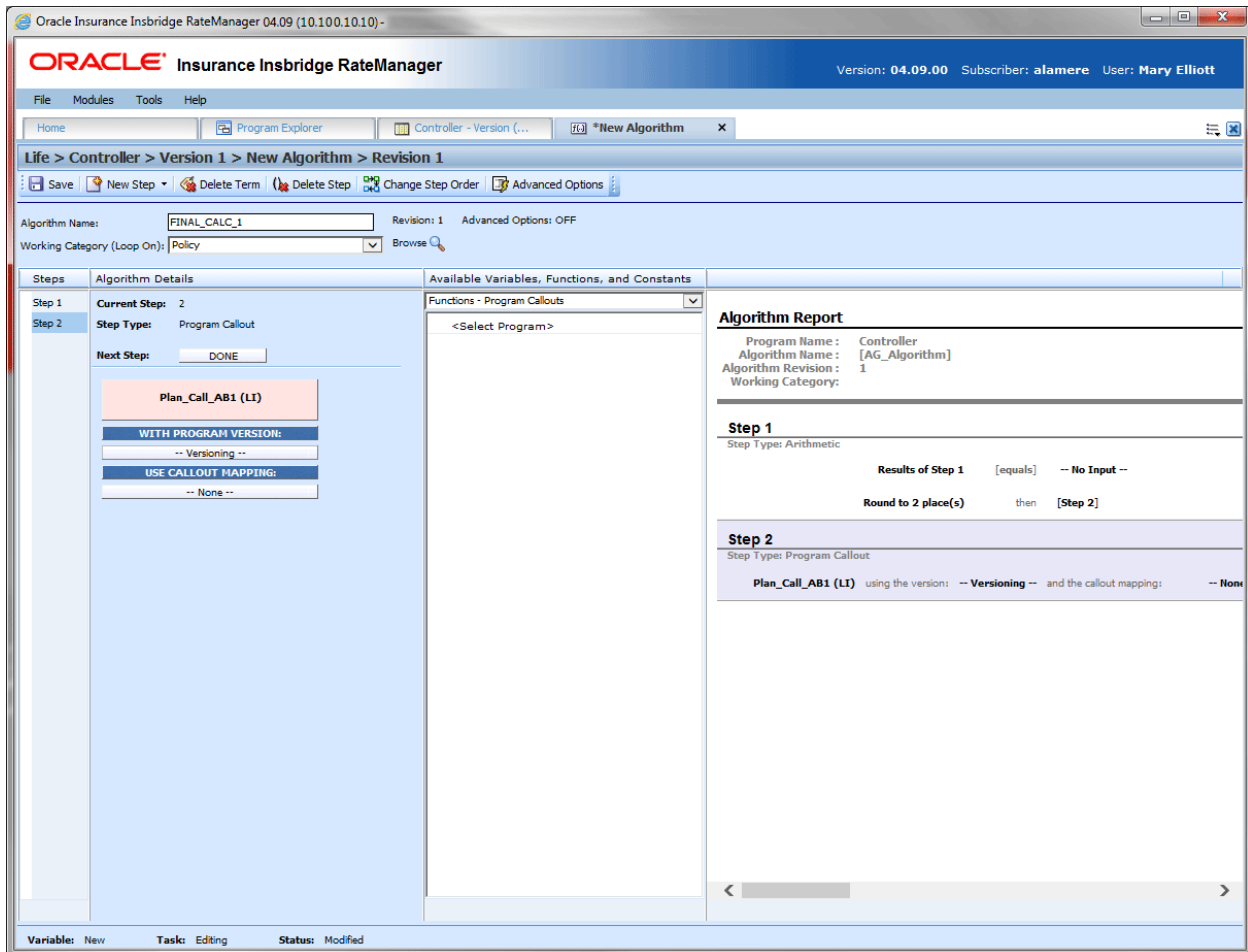 Oracle Insurance Insbridge RateManager 04.09 (10.100.10.10) -
ORACLE Insurance Insbridge RateManager
Version: 04.09.00 Subscriber: alamere User: Mary Elliott
File Modules Tools Help
Home Program Explorer Controller - Version (... f(x) *New Algorithm x
Life > Controller > Version 1 > New Algorithm > Revision 1
Save New Step Delete Term Delete Step Change Step Order Advanced Options
Algorithm Name: FINAL_CALC_1 Revision: 1 Advanced Options: OFF
Working Category (Loop On): Policy Browse
Steps
Step 1
Step 2
Algorithm Details
Current Step: 2
Step Type: Program Callout
Next Step: DONE
Plan_Call_AB1 (LI)
WITH PROGRAM VERSION:
-- Versioning --
USE CALLOUT MAPPING:
-- None --
Available Variables, Functions, and Constants
Functions - Program Callouts
<Select Program>
Algorithm Report
Program Name : Controller
Algorithm Name : [AG_Algorithm]
Algorithm Revision : 1
Working Category:
Step 1
Step Type: Arithmetic
Results of Step 1 [equals] -- No Input --
Round to 2 place(s) then [Step 2]
Step 2
Step Type: Program Callout
Plan_Call_AB1 (LI) using the version: -- Versioning -- and the callout mapping: -- None
Variable: New Task: Editing Status: Modified